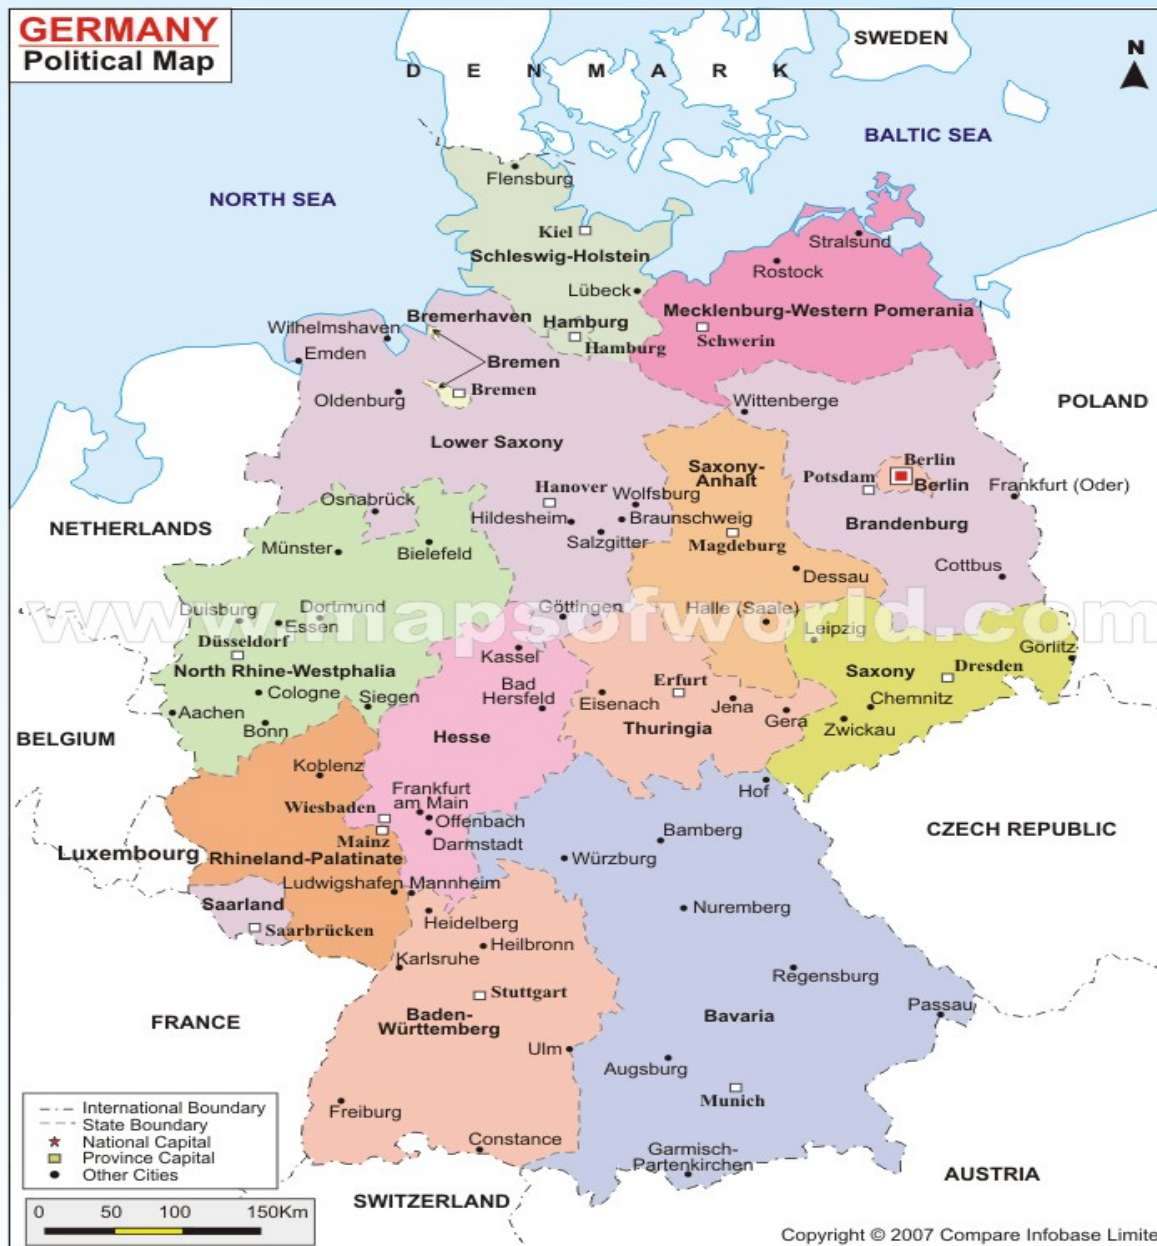 GERMANY
Political Map
SWEDEN
N
D E N M A R K
BALTIC SEA
NORTH SEA
Flensburg
Kiel
Schleswig-Holstein
Stralsund
Rostock
Lübeck
Mecklenburg-Western Pomerania
Bremerhaven
Hamburg
Wilhelmshaven
Hamburg
Schwerin
Emden
Bremen
Bremen
Oldenburg
Wittenberge
POLAND
Lower Saxony
Saxony-
Anhalt
Berlin
Potsdam
Berlin
Hanover
Wolfsburg
Frankfurt (Oder)
Osnabrück
Hildesheim
Braunschweig
Brandenburg
NETHERLANDS
Salzgitter
Magdeburg
Münster
Bielefeld
Cottbus
Dessau
www.mapsofworld.com
Duisburg
Dortmund
Göttingen
Halle (Saale)
Essen
Leipzig
Düsseldorf
Kassel
Görlitz
North Rhine-Westphalia
Saxony
Dresden
Erfurt
Bad
Hersfeld
Cologne
Siegen
Eisenach
Jena
Chemnitz
Aachen
Gera
Bonn
Thuringia
Zwickau
BELGIUM
Hesse
Koblenz
Hof
Frankfurt
am Main
Wiesbaden
Offenbach
Bamberg
CZECH REPUBLIC
Mainz
Darmstadt
Luxembourg
Rhineland-Palatinate
Würzburg
Ludwigshafen
Mannheim
Saarland
Nuremberg
Heidelberg
Saarbrücken
Heilbronn
Karlsruhe
Regensburg
Stuttgart
Passau
FRANCE
Baden-
Württemberg
Bavaria
Ulm
Augsburg
Munich
Freiburg
Constance
Garmisch-
Partenkirchen
AUSTRIA
SWITZERLAND
International Boundary
State Boundary
National Capital
Province Capital
Other Cities
0 50 100 150Km
Copyright © 2007 Compare Infobase Limite